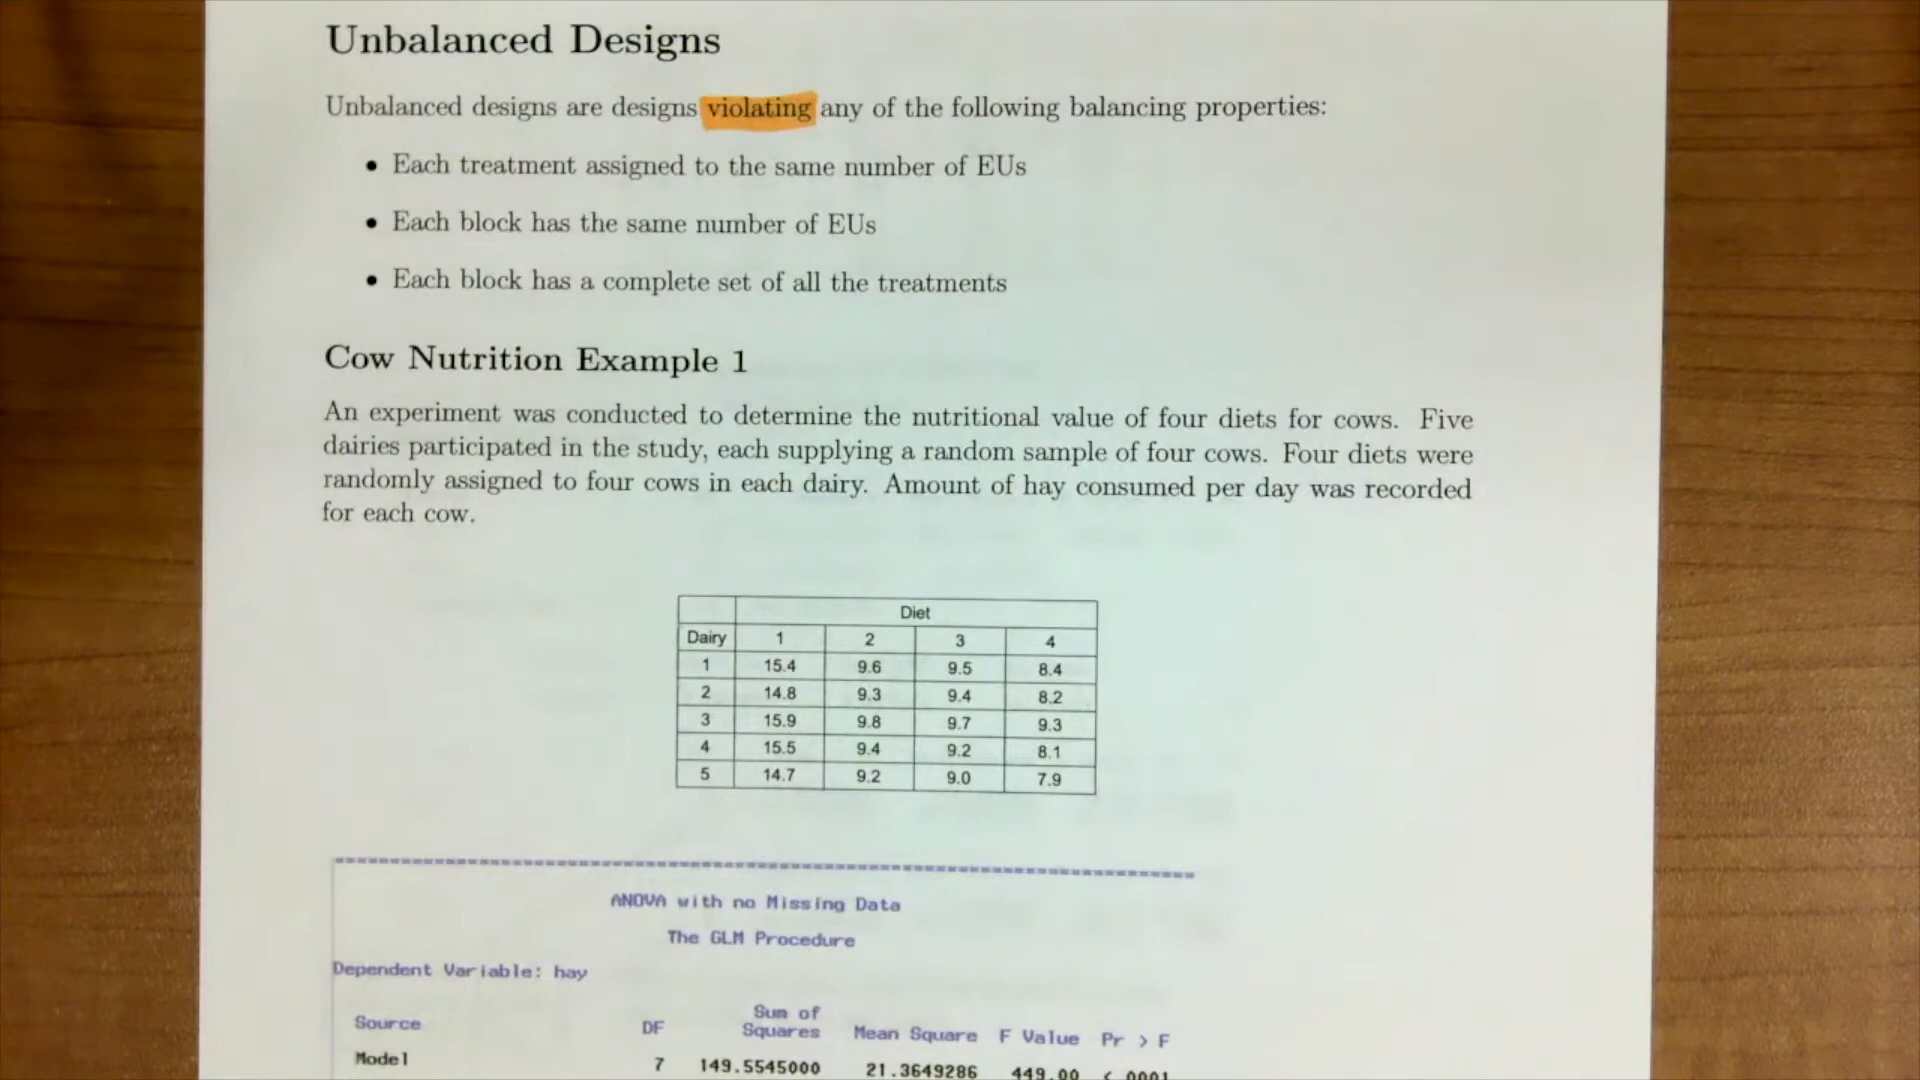 Unbalanced Designs
Unbalanced designs are designs violating any of the following balancing properties:
• Each treatment assigned to the same number of EUs
• Each block has the same number of EUs
• Each block has a complete set of all the treatments
Cow Nutrition Example 1
An experiment was conducted to determine the nutritional value of four diets for cows. Five
dairies participated in the study, each supplying a random sample of four cows. Four diets were
randomly assigned to four cows in each dairy. Amount of hay consumed per day was recorded
for each cow.
Diet
Dairy 1 2 3 4
1 15.4 9.6 9.5 8.4
2 14.8 9.3 9.4 8.2
3 15.9 9.8 9.7 9.3
4 15.5 9.4 9.2 8.1
5 14.7 9.2 9.0 7.9
ANOVA with no Missing Data
The GLM Procedure
Dependent Variable: hay
Sum of
Source DF Squares Mean Square F Value Pr > F
Model 7 149.5545000 21.3649286 449.00 <.0001